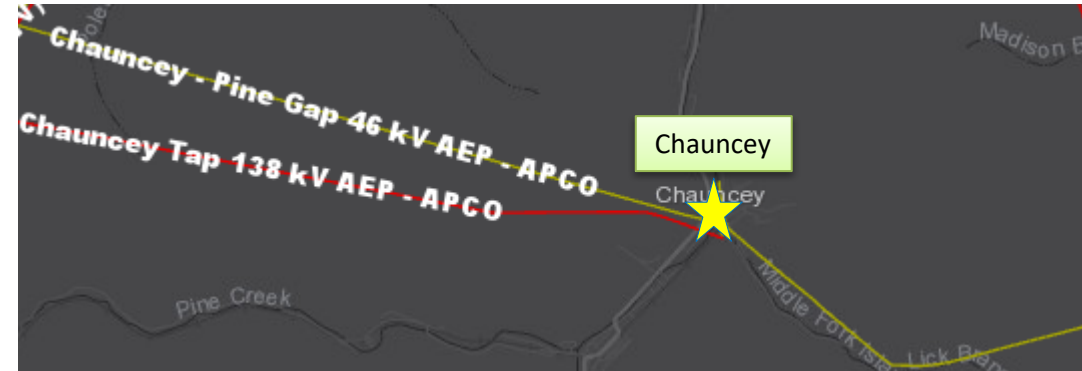 Madison
Chauncey - Pine Gap 46 kV AEP - APCO
Chauncey
Chauncey Tap 138 kV AEP - APCO
Chauncey
Pine Creek
Middle Fork
Lick